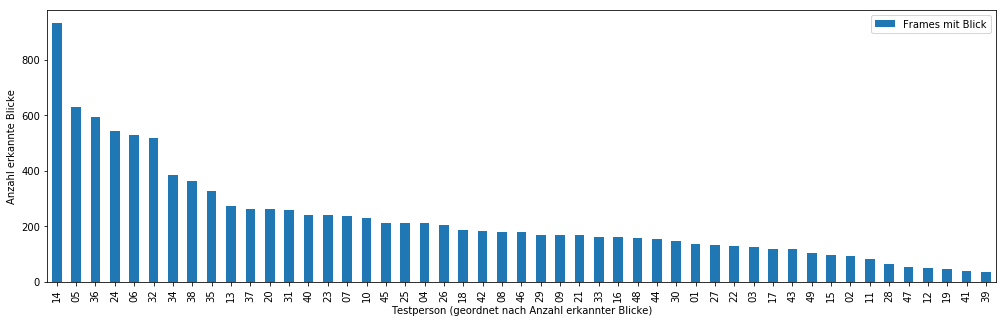 Frames mit Blick
Anzahl erkannte Blicke
800
600
400
200
0
14 05 36 24 06 32 34 38 35 13 37 20 31 40 23 07 10 45 25 04 26 18 42 08 46 29 09 21 33 16 48 44 30 01 27 22 03 17 43 49 15 02 11 28 47 12 19 41 39
Testperson (geordnet nach Anzahl erkannter Blicke)